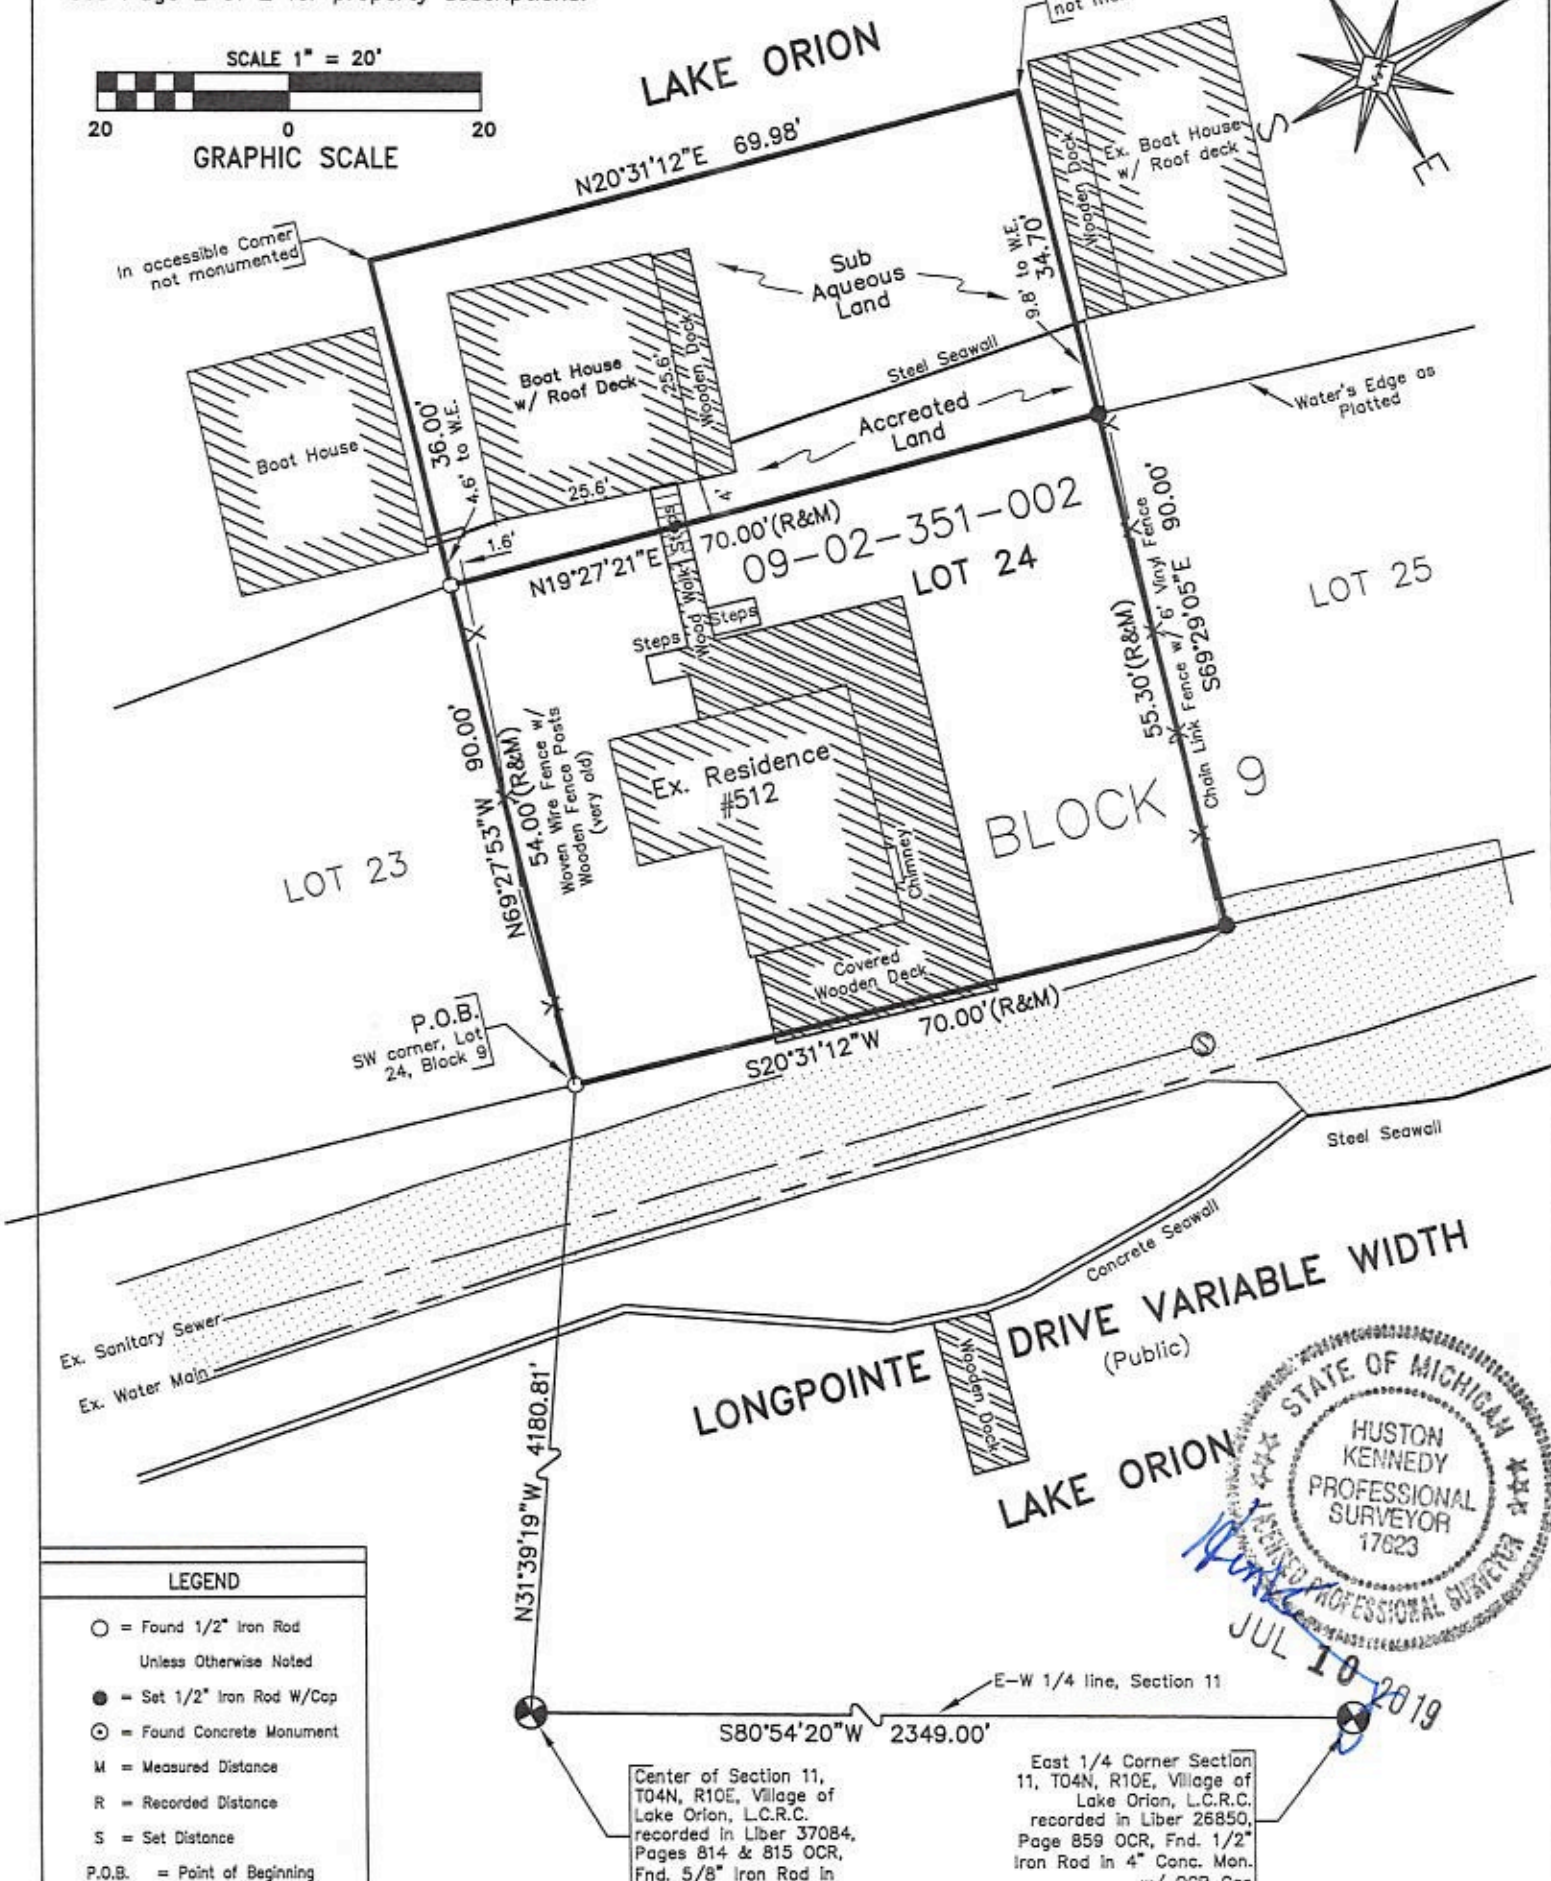 SCALE 1" = 20'
20 0 20
GRAPHIC SCALE
LAKE ORION
N20°31'12"E 69.98'
In accessible Corner
not monumented
not
Wooden Dock
Ex. Boat House
w/ Roof deck
S
E
Sub
Aqueous
Land
9.8' to W.E.
34.70'
Boat House
w/ Roof Deck
25.6'
Wooden Dock
Steel Seawall
Accreated
Land
Water's Edge as
Platted
Boat House
36.00'
4.6' to W.E.
25.6'
4'
1.6'
Steps
N19°27'21"E 70.00'(R&M)
09-02-351-002
LOT 24
LOT 25
Wood Walk
Steps
Steps
6' Vinyl Fence
Chain Link Fence w/
55.30'(R&M)
S69°29'05"E 90.00'
N69°27'53"W 90.00'
54.00'(R&M)
Woven Wire Fence w/
Wooden Fence Posts
(very old)
Ex. Residence
#512
Chimney
BLOCK 9
LOT 23
Covered
Wooden Deck
P.O.B.
SW corner, Lot
24, Block 9
S20°31'12"W 70.00'(R&M)
S
Steel Seawall
Concrete Seawall
Ex. Sanitary Sewer
Ex. Water Main
LONGPOINTE DRIVE VARIABLE WIDTH
(Public)
Wooden Dock
LAKE ORION
N31°39'19"W 4180.81'
STATE OF MICHIGAN
HUSTON
KENNEDY
PROFESSIONAL
SURVEYOR
17623
LICENSED PROFESSIONAL SURVEYOR
JUL 10 2019
E-W 1/4 line, Section 11
S80°54'20"W 2349.00'
LEGEND
= Found 1/2" Iron Rod
Unless Otherwise Noted
= Set 1/2" Iron Rod W/Cap
= Found Concrete Monument
M = Measured Distance
R = Recorded Distance
S = Set Distance
P.O.B. = Point of Beginning
Center of Section 11,
T04N, R10E, Village of
Lake Orion, L.C.R.C.
recorded in Liber 37084,
Pages 814 & 815 OCR,
Fnd. 5/8" Iron Rod in
East 1/4 Corner Section
11, T04N, R10E, Village of
Lake Orion, L.C.R.C.
recorded in Liber 26850,
Page 859 OCR, Fnd. 1/2"
Iron Rod in 4" Conc. Mon.